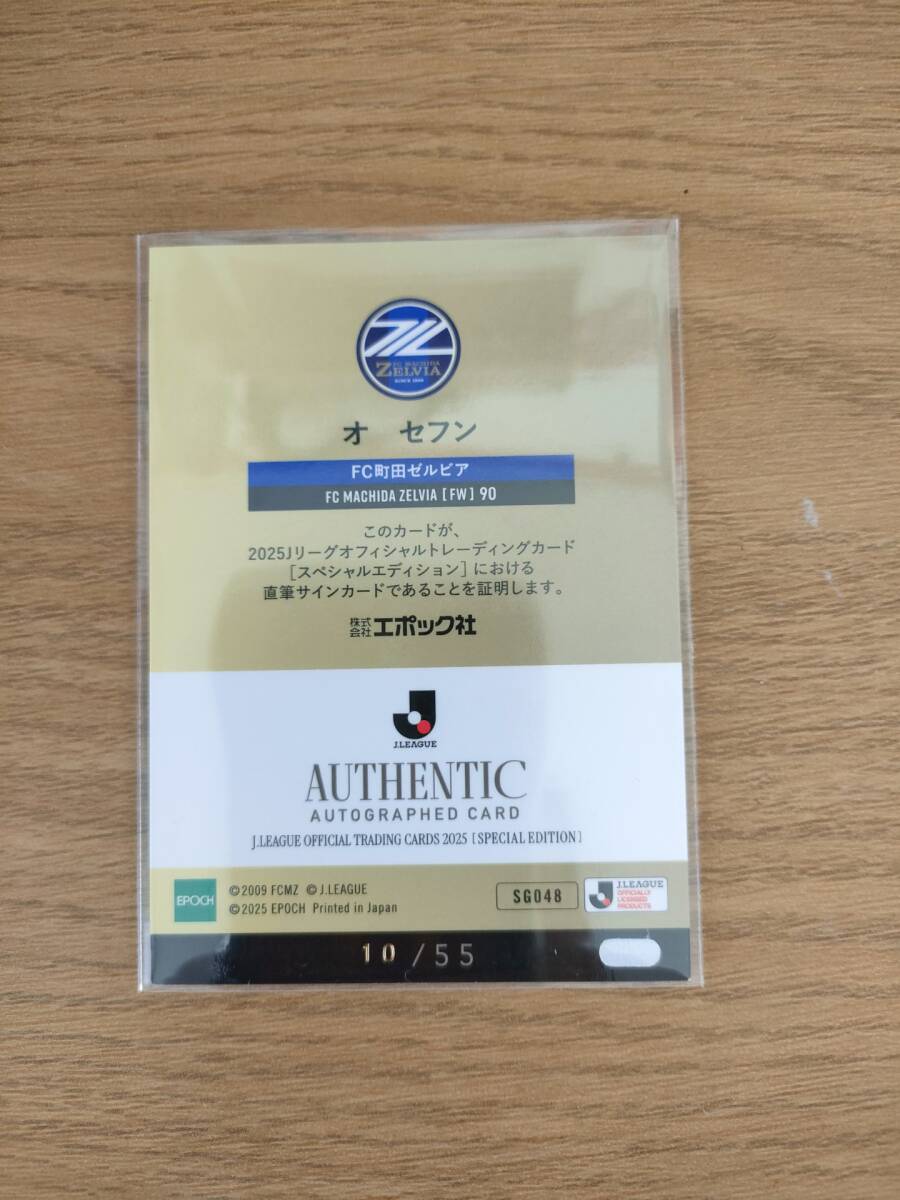 FC MACHIDA
ZELVIA
SINCE 1989
オ セフン
FC町田ゼルビア
FC MACHIDA ZELVIA [FW] 90
このカードが、
2025Jリーグオフィシャルトレーディングカード
[スペシャルエディション]における
直筆サインカードであることを証明します。
株式会社エポック社
J.LEAGUE
AUTHENTIC
AUTOGRAPHED CARD
J.LEAGUE OFFICIAL TRADING CARDS 2025 [SPECIAL EDITION]
EPOCH
©2009 FCMZ ©J.LEAGUE
©2025 EPOCH Printed in Japan
SG048
J.LEAGUE
OFFICIALLY
LICENSED
PRODUCTS
10/55